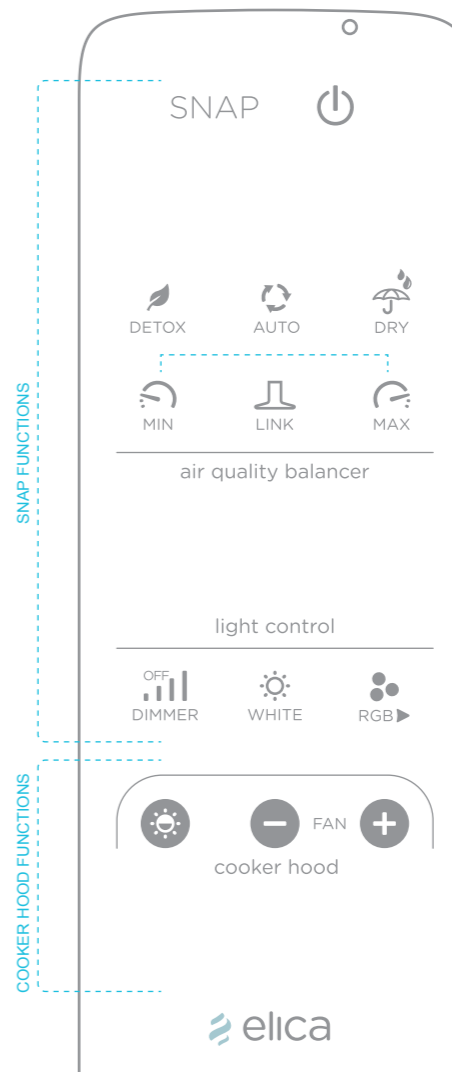 SNAP
DETOX AUTO DRY
MIN LINK MAX
air quality balancer
SNAP FUNCTIONS
light control
OFF
DIMMER WHITE RGB
FAN
cooker hood
COOKER HOOD FUNCTIONS
elica